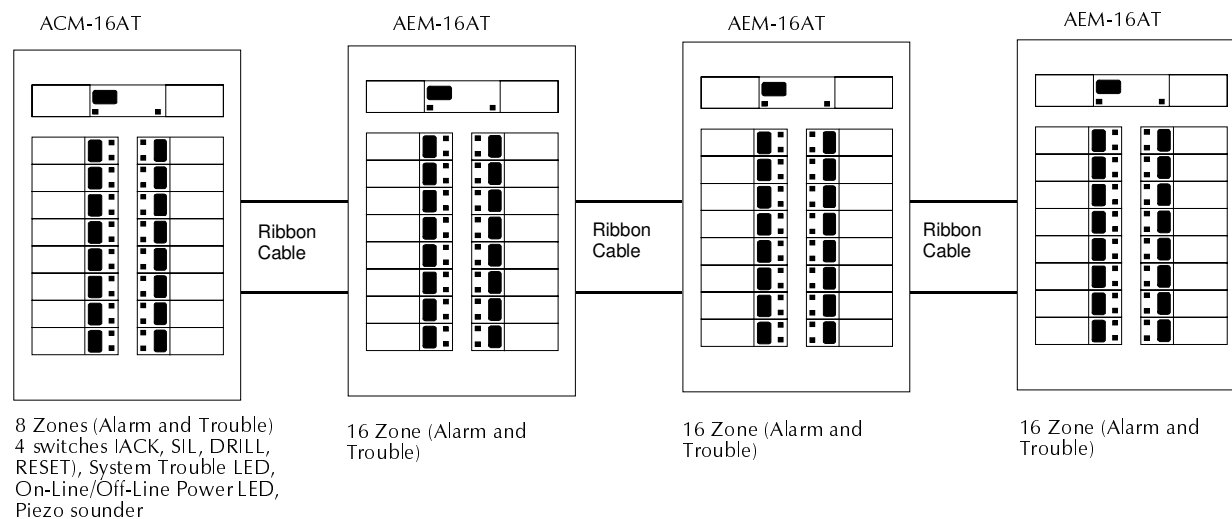 ACM-16AT
AEM-16AT
AEM-16AT
AEM-16AT
Ribbon
Cable
Ribbon
Cable
Ribbon
Cable
8 Zones (Alarm and Trouble)
4 switches (ACK, SIL, DRILL,
RESET), System Trouble LED,
On-Line/Off-Line Power LED,
Piezo sounder
16 Zone (Alarm and
Trouble)
16 Zone (Alarm and
Trouble)
16 Zone (Alarm and
Trouble)